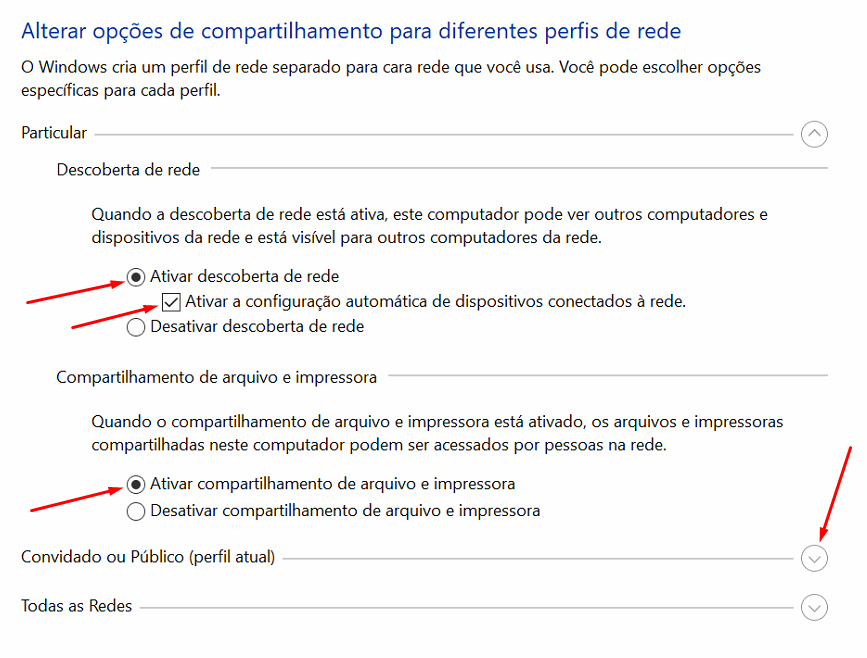 Alterar opções de compartilhamento para diferentes perfis de rede
O Windows cria um perfil de rede separado para cara rede que você usa. Você pode escolher opções
específicas para cada perfil.
Particular
Descoberta de rede
Quando a descoberta de rede está ativa, este computador pode ver outros computadores e
dispositivos da rede e está visível para outros computadores da rede.
Ativar descoberta de rede
Ativar a configuração automática de dispositivos conectados à rede.
Desativar descoberta de rede
Compartilhamento de arquivo e impressora
Quando o compartilhamento de arquivo e impressora está ativado, os arquivos e impressoras
compartilhadas neste computador podem ser acessados por pessoas na rede.
Ativar compartilhamento de arquivo e impressora
Desativar compartilhamento de arquivo e impressora
Convidado ou Público (perfil atual)
Todas as Redes